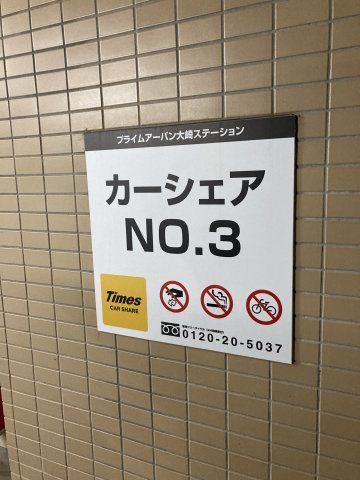 プライムアーバン大崎ステーション
カーシェア
NO.3
Times
CAR SHARE
0120-20-5037